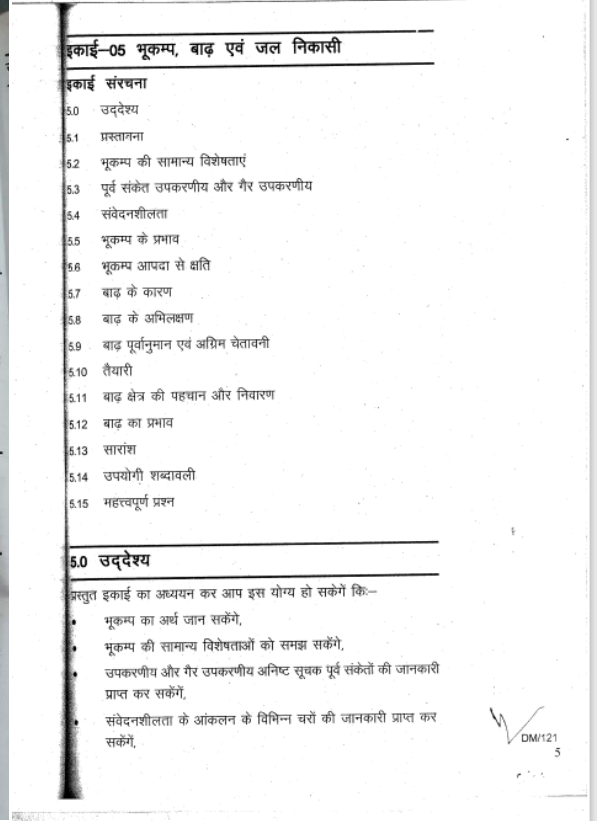 इकाई–05 भूकम्प, बाढ़ एवं जल निकासी
इकाई संरचना
5.0 उद्देश्य
5.1 प्रस्तावना
5.2 भूकम्प की सामान्य विशेषताएं
5.3 पूर्व संकेत उपकरणीय और गैर उपकरणीय
5.4 संवेदनशीलता
5.5 भूकम्प के प्रभाव
5.6 भूकम्प आपदा से क्षति
5.7 बाढ़ के कारण
5.8 बाढ़ के अभिलक्षण
5.9 बाढ़ पूर्वानुमान एवं अग्रिम चेतावनी
5.10 तैयारी
5.11 बाढ़ क्षेत्र की पहचान और निवारण
5.12 बाढ़ का प्रभाव
5.13 सारांश
5.14 उपयोगी शब्दावली
5.15 महत्त्वपूर्ण प्रश्न
5.0 उद्देश्य
प्रस्तुत इकाई का अध्ययन कर आप इस योग्य हो सकेगें कि:–
• भूकम्प का अर्थ जान सकेंगे,
• भूकम्प की सामान्य विशेषताओं को समझ सकेंगे,
• उपकरणीय और गैर उपकरणीय अनिष्ट सूचक पूर्व संकेतों की जानकारी
प्राप्त कर सकेंगें,
• संवेदनशीलता के आंकलन के विभिन्न चरों की जानकारी प्राप्त कर
सकेंगें,
DM/121
5